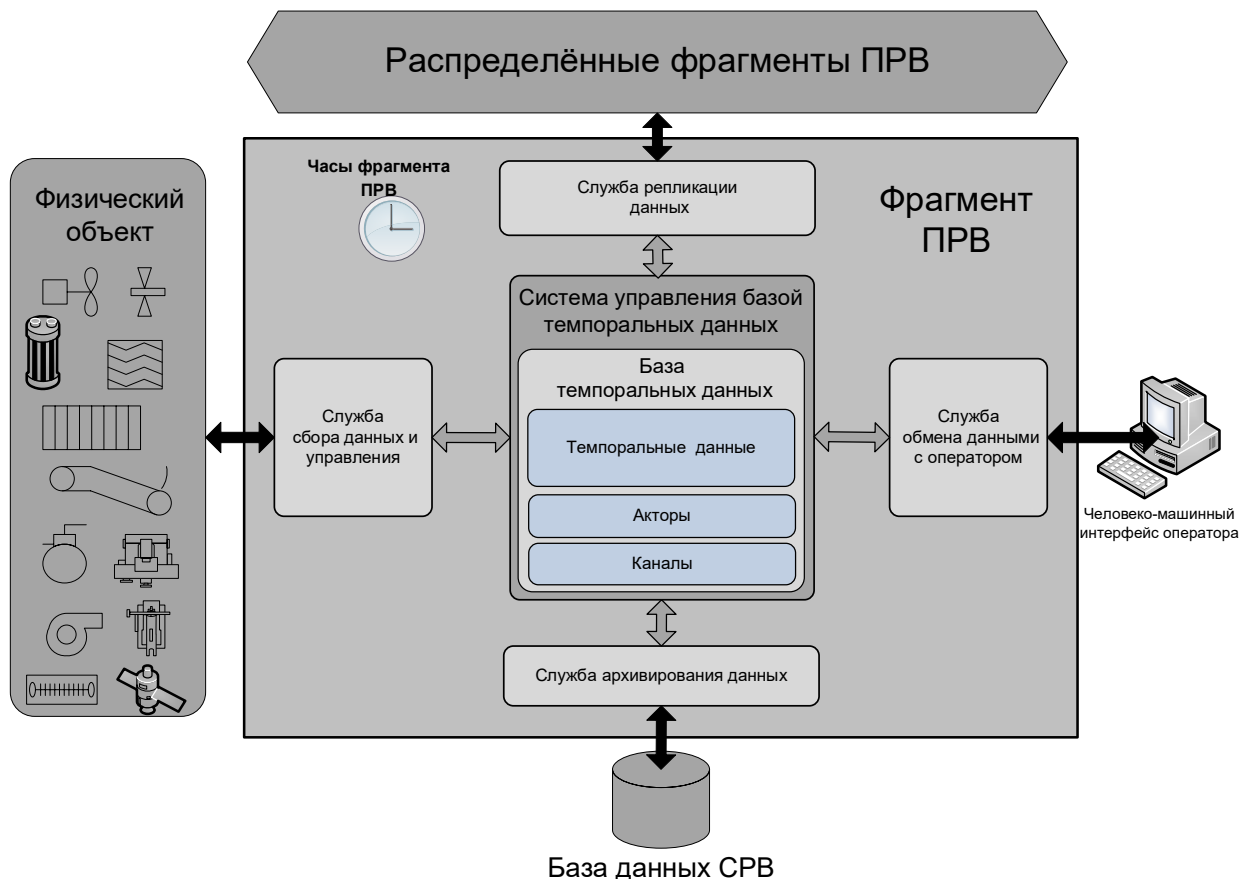 Распределённые фрагменты ПРВ
Часы фрагмента
ПРВ
Служба репликации
данных
Фрагмент
ПРВ
Физический
объект
Система управления базой
темпоральных данных
База
темпоральных данных
Темпоральные данные
Акторы
Каналы
Служба
сбора данных и
управления
Служба
обмена данными
с оператором
Человеко-машинный
интерфейс оператора
Служба архивирования данных
База данных СРВ